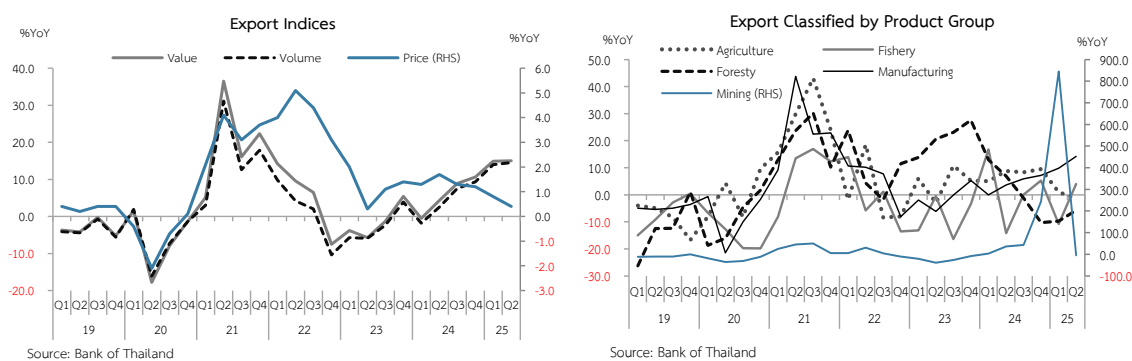 Export Indices
%YoY
%YoY
Value
Volume
Price (RHS)
40.0
30.0
20.0
10.0
0.0
-10.0
-20.0
6.0
5.0
4.0
3.0
2.0
1.0
0.0
-1.0
-2.0
-3.0
Q1 Q2 Q3 Q4 Q1 Q2 Q3 Q4 Q1 Q2 Q3 Q4 Q1 Q2 Q3 Q4 Q1 Q2 Q3 Q4 Q1 Q2 Q3 Q4 Q1 Q2
19 20 21 22 23 24 25
Source: Bank of Thailand
Export Classified by Product Group
%YoY
%YoY
Agriculture
Fishery
Foresty
Manufacturing
Mining (RHS)
50.0
40.0
30.0
20.0
10.0
0.0
-10.0
-20.0
-30.0
900.0
800.0
700.0
600.0
500.0
400.0
300.0
200.0
100.0
0.0
-100.0
Q1 Q2 Q3 Q4 Q1 Q2 Q3 Q4 Q1 Q2 Q3 Q4 Q1 Q2 Q3 Q4 Q1 Q2 Q3 Q4 Q1 Q2 Q3 Q4 Q1 Q2
19 20 21 22 23 24 25
Source: Bank of Thailand